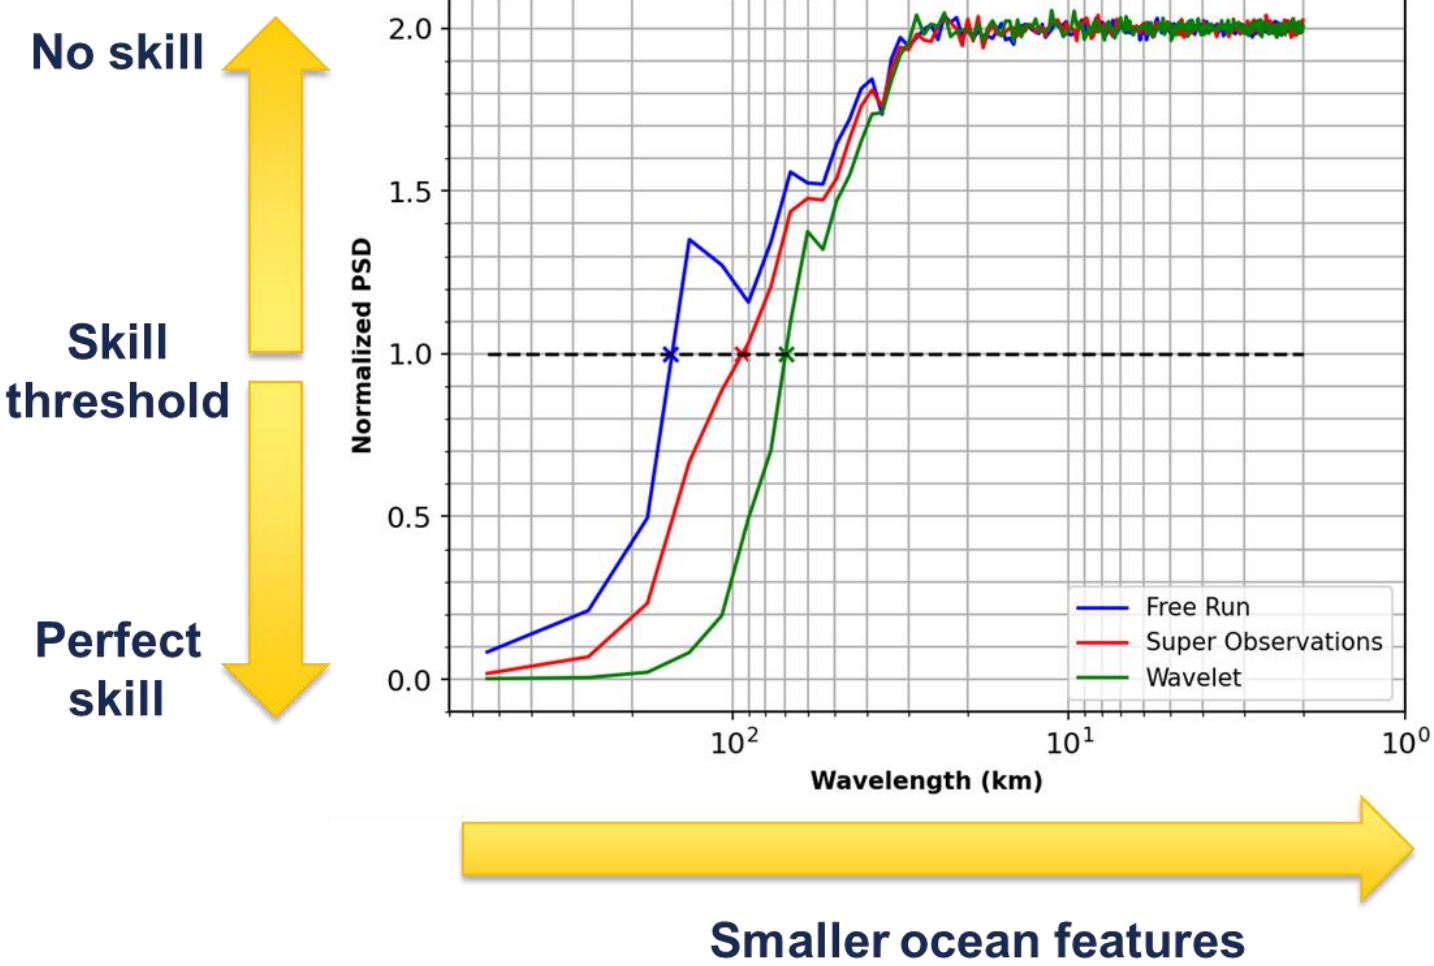 No skill
Skill
threshold
Perfect
skill
Normalized PSD
2.0
1.5
1.0
0.5
0.0
Free Run
Super Observations
Wavelet
10²
10¹
10⁰
Wavelength (km)
Smaller ocean features